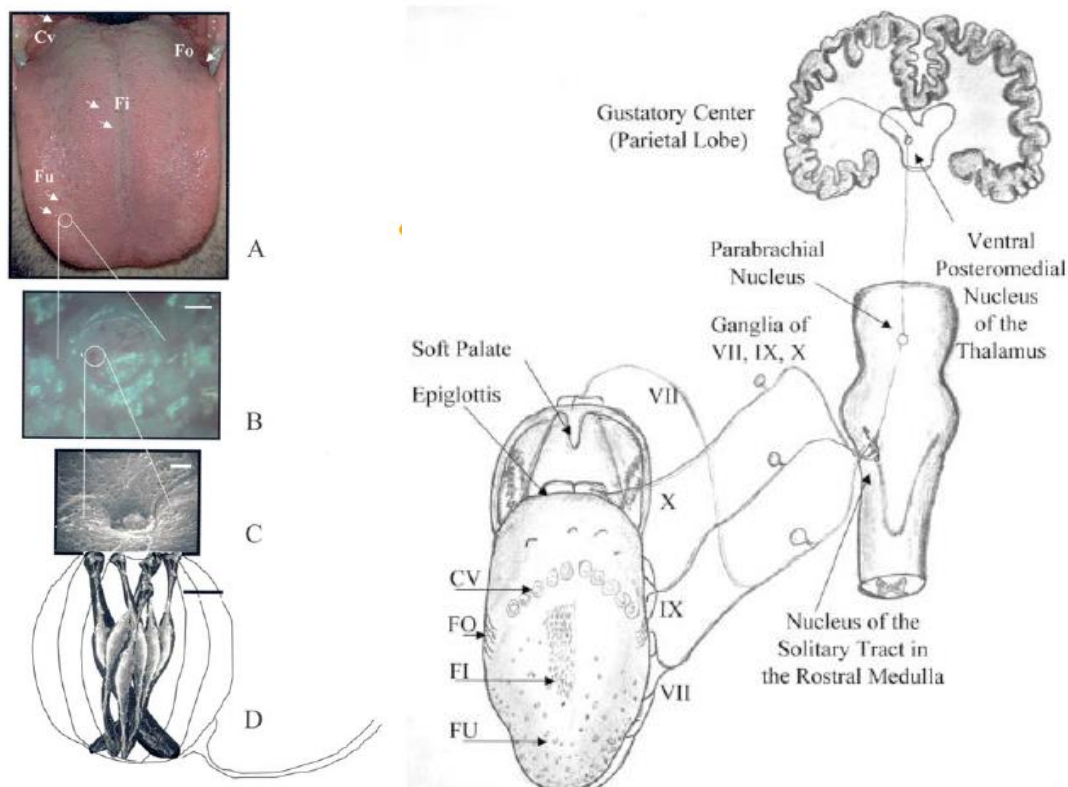 Cv
Fo
Fi
Fu
A
B
C
D
Gustatory Center
(Parietal Lobe)
Parabrachial
Nucleus
Ventral
Posteromedial
Nucleus
of the
Thalamus
Ganglia of
VII, IX, X
Soft Palate
Epiglottis
VII
X
CV
IX
FO
FI
VII
FU
Nucleus of the
Solitary Tract in
the Rostral Medulla